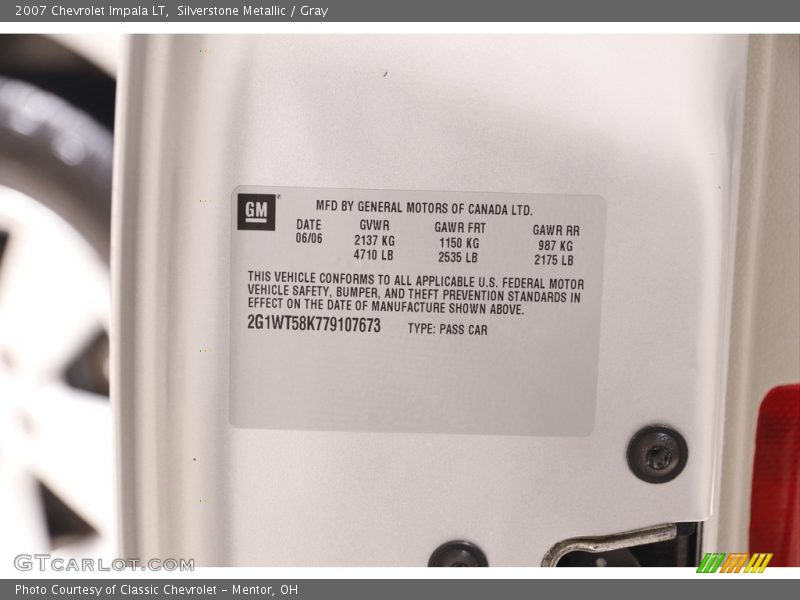 2007 Chevrolet Impala LT, Silverstone Metallic / Gray
GM
MFD BY GENERAL MOTORS OF CANADA LTD.
DATE GVWR GAWR FRT GAWR RR
06/06 2137 KG 1150 KG 987 KG
4710 LB 2535 LB 2175 LB
THIS VEHICLE CONFORMS TO ALL APPLICABLE U.S. FEDERAL MOTOR
VEHICLE SAFETY, BUMPER, AND THEFT PREVENTION STANDARDS IN
EFFECT ON THE DATE OF MANUFACTURE SHOWN ABOVE.
2G1WT58K779107673 TYPE: PASS CAR
GTCARLOT.COM
Photo Courtesy of Classic Chevrolet - Mentor, OH